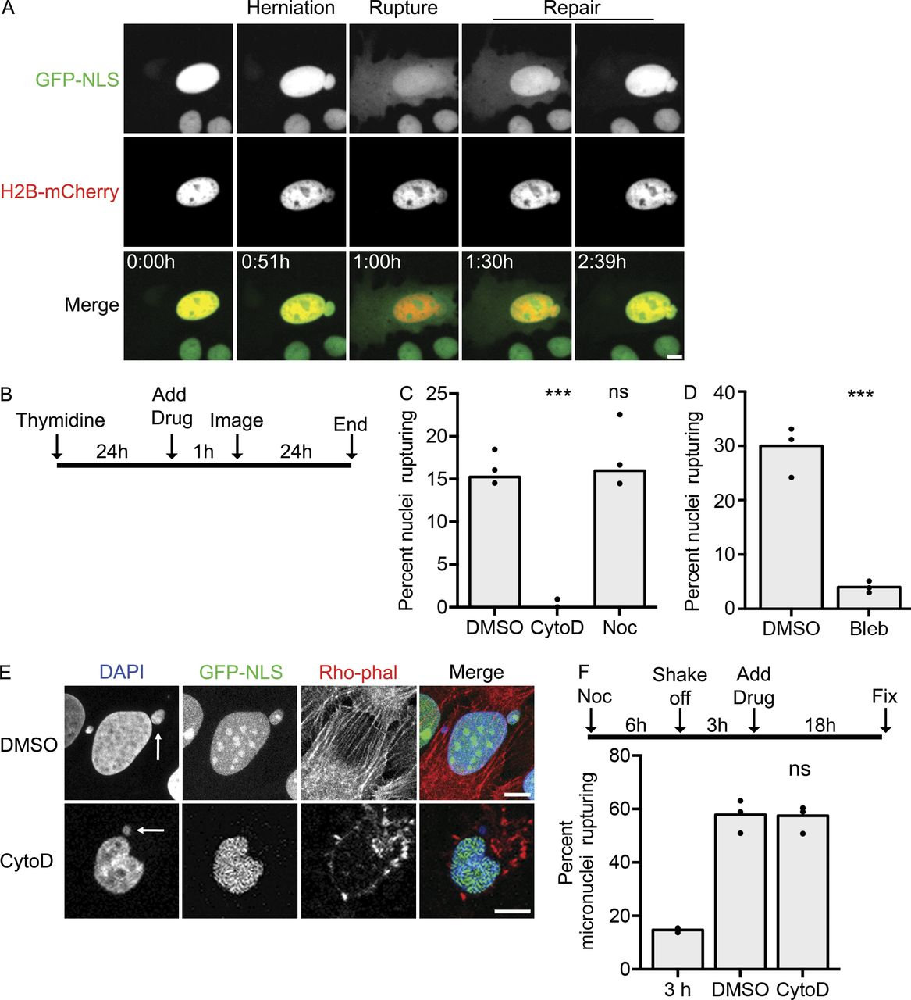 A
Herniation Rupture Repair
GFP-NLS
H2B-mCherry
Merge
0:00h 0:51h 1:00h 1:30h 2:39h
B
Thymidine
Add
Drug
Image
End
24h 1h 24h
C
Percent nuclei rupturing
25
20
15
10
5
0
*** ns
DMSO CytoD Noc
D
Percent nuclei rupturing
40
30
20
10
0
***
DMSO Bleb
E
DAPI GFP-NLS Rho-phal Merge
DMSO
CytoD
F
Noc
Shake
off
Add
Drug
Fix
6h 3h 18h
Percent
micronuclei rupturing
80
60
40
20
0
ns
3 h DMSO CytoD